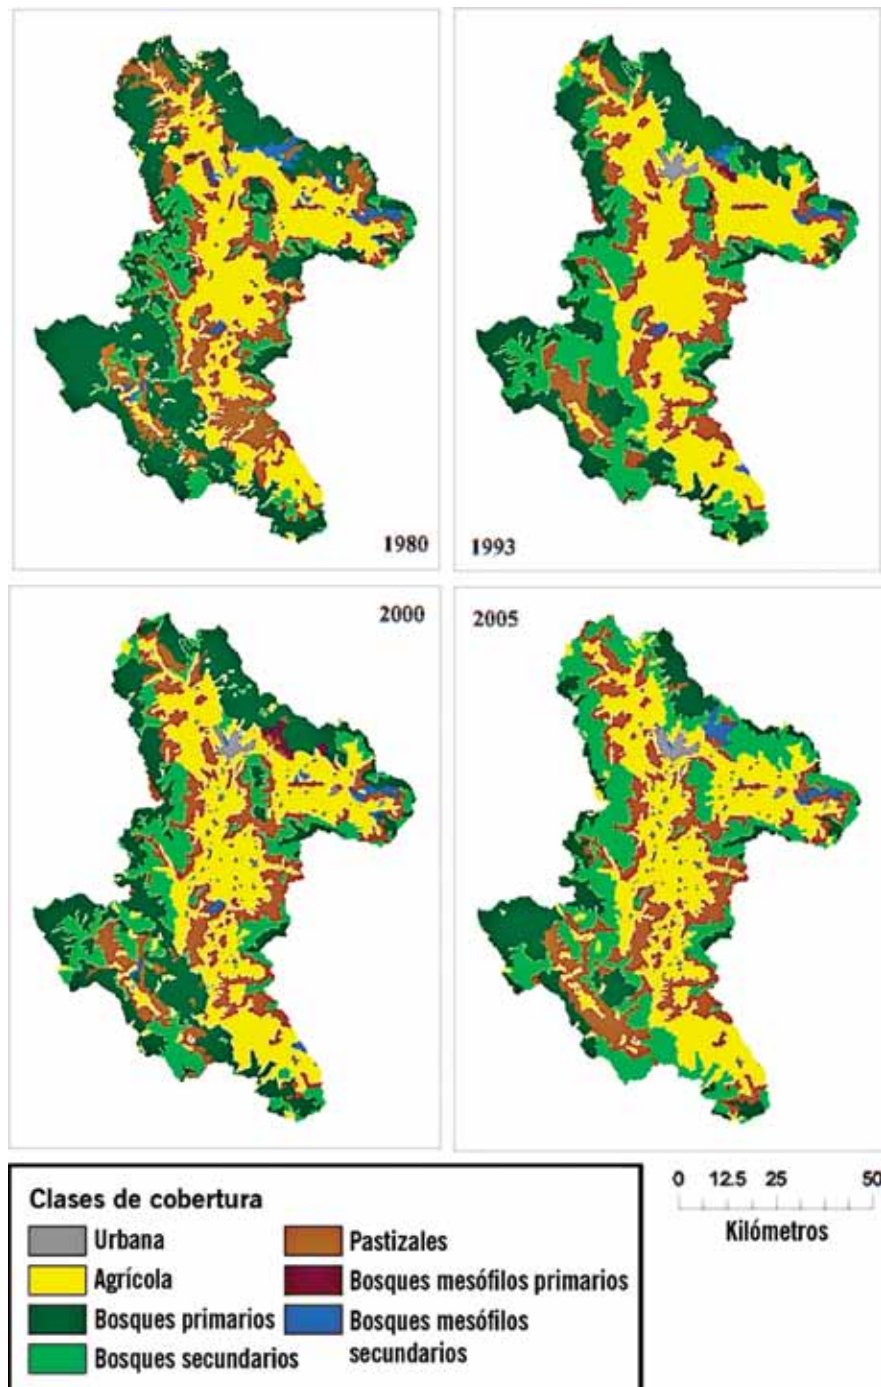 1980
1993
2000
2005
Clases de cobertura
Urbana
Agrícola
Bosques primarios
Bosques secundarios
Pastizales
Bosques mesófilos primarios
Bosques mesófilos
secundarios
0 12.5 25 50
Kilómetros